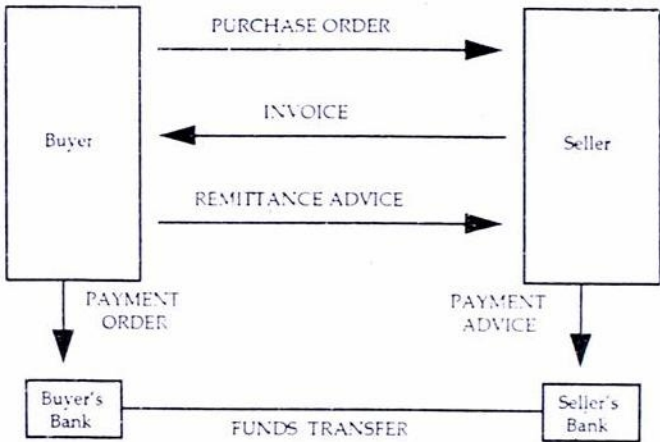 PURCHASE ORDER
INVOICE
Buyer
Seller
REMITTANCE ADVICE
PAYMENT
ORDER
PAYMENT
ADVICE
Buyer's
Bank
Seller's
Bank
FUNDS TRANSFER